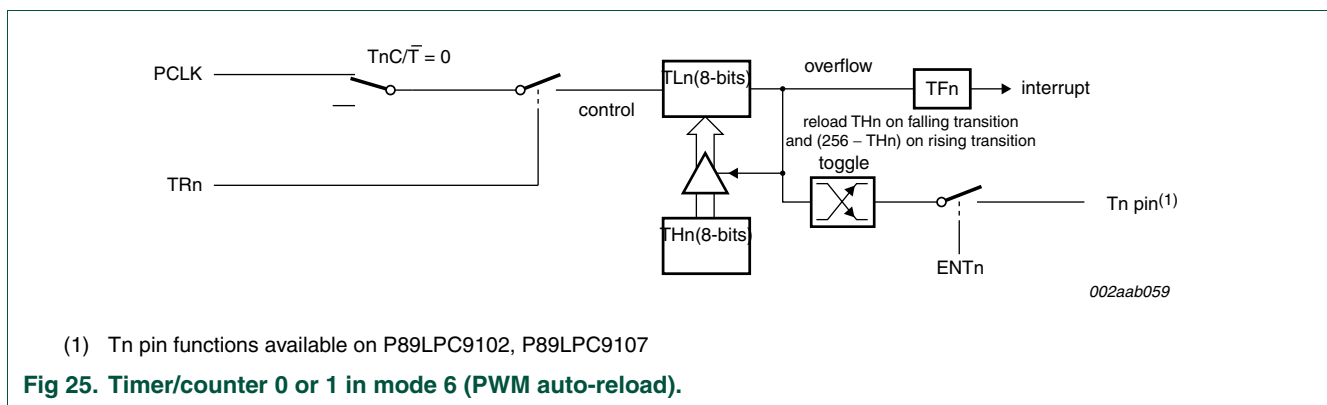 TnC/T̅ = 0
PCLK
TRn
control
TLn(8-bits)
overflow
TFn
interrupt
reload THn on falling transition
and (256 − THn) on rising transition
toggle
THn(8-bits)
Tn pin(1)
ENTn
002aab059
(1) Tn pin functions available on P89LPC9102, P89LPC9107
Fig 25. Timer/counter 0 or 1 in mode 6 (PWM auto-reload).